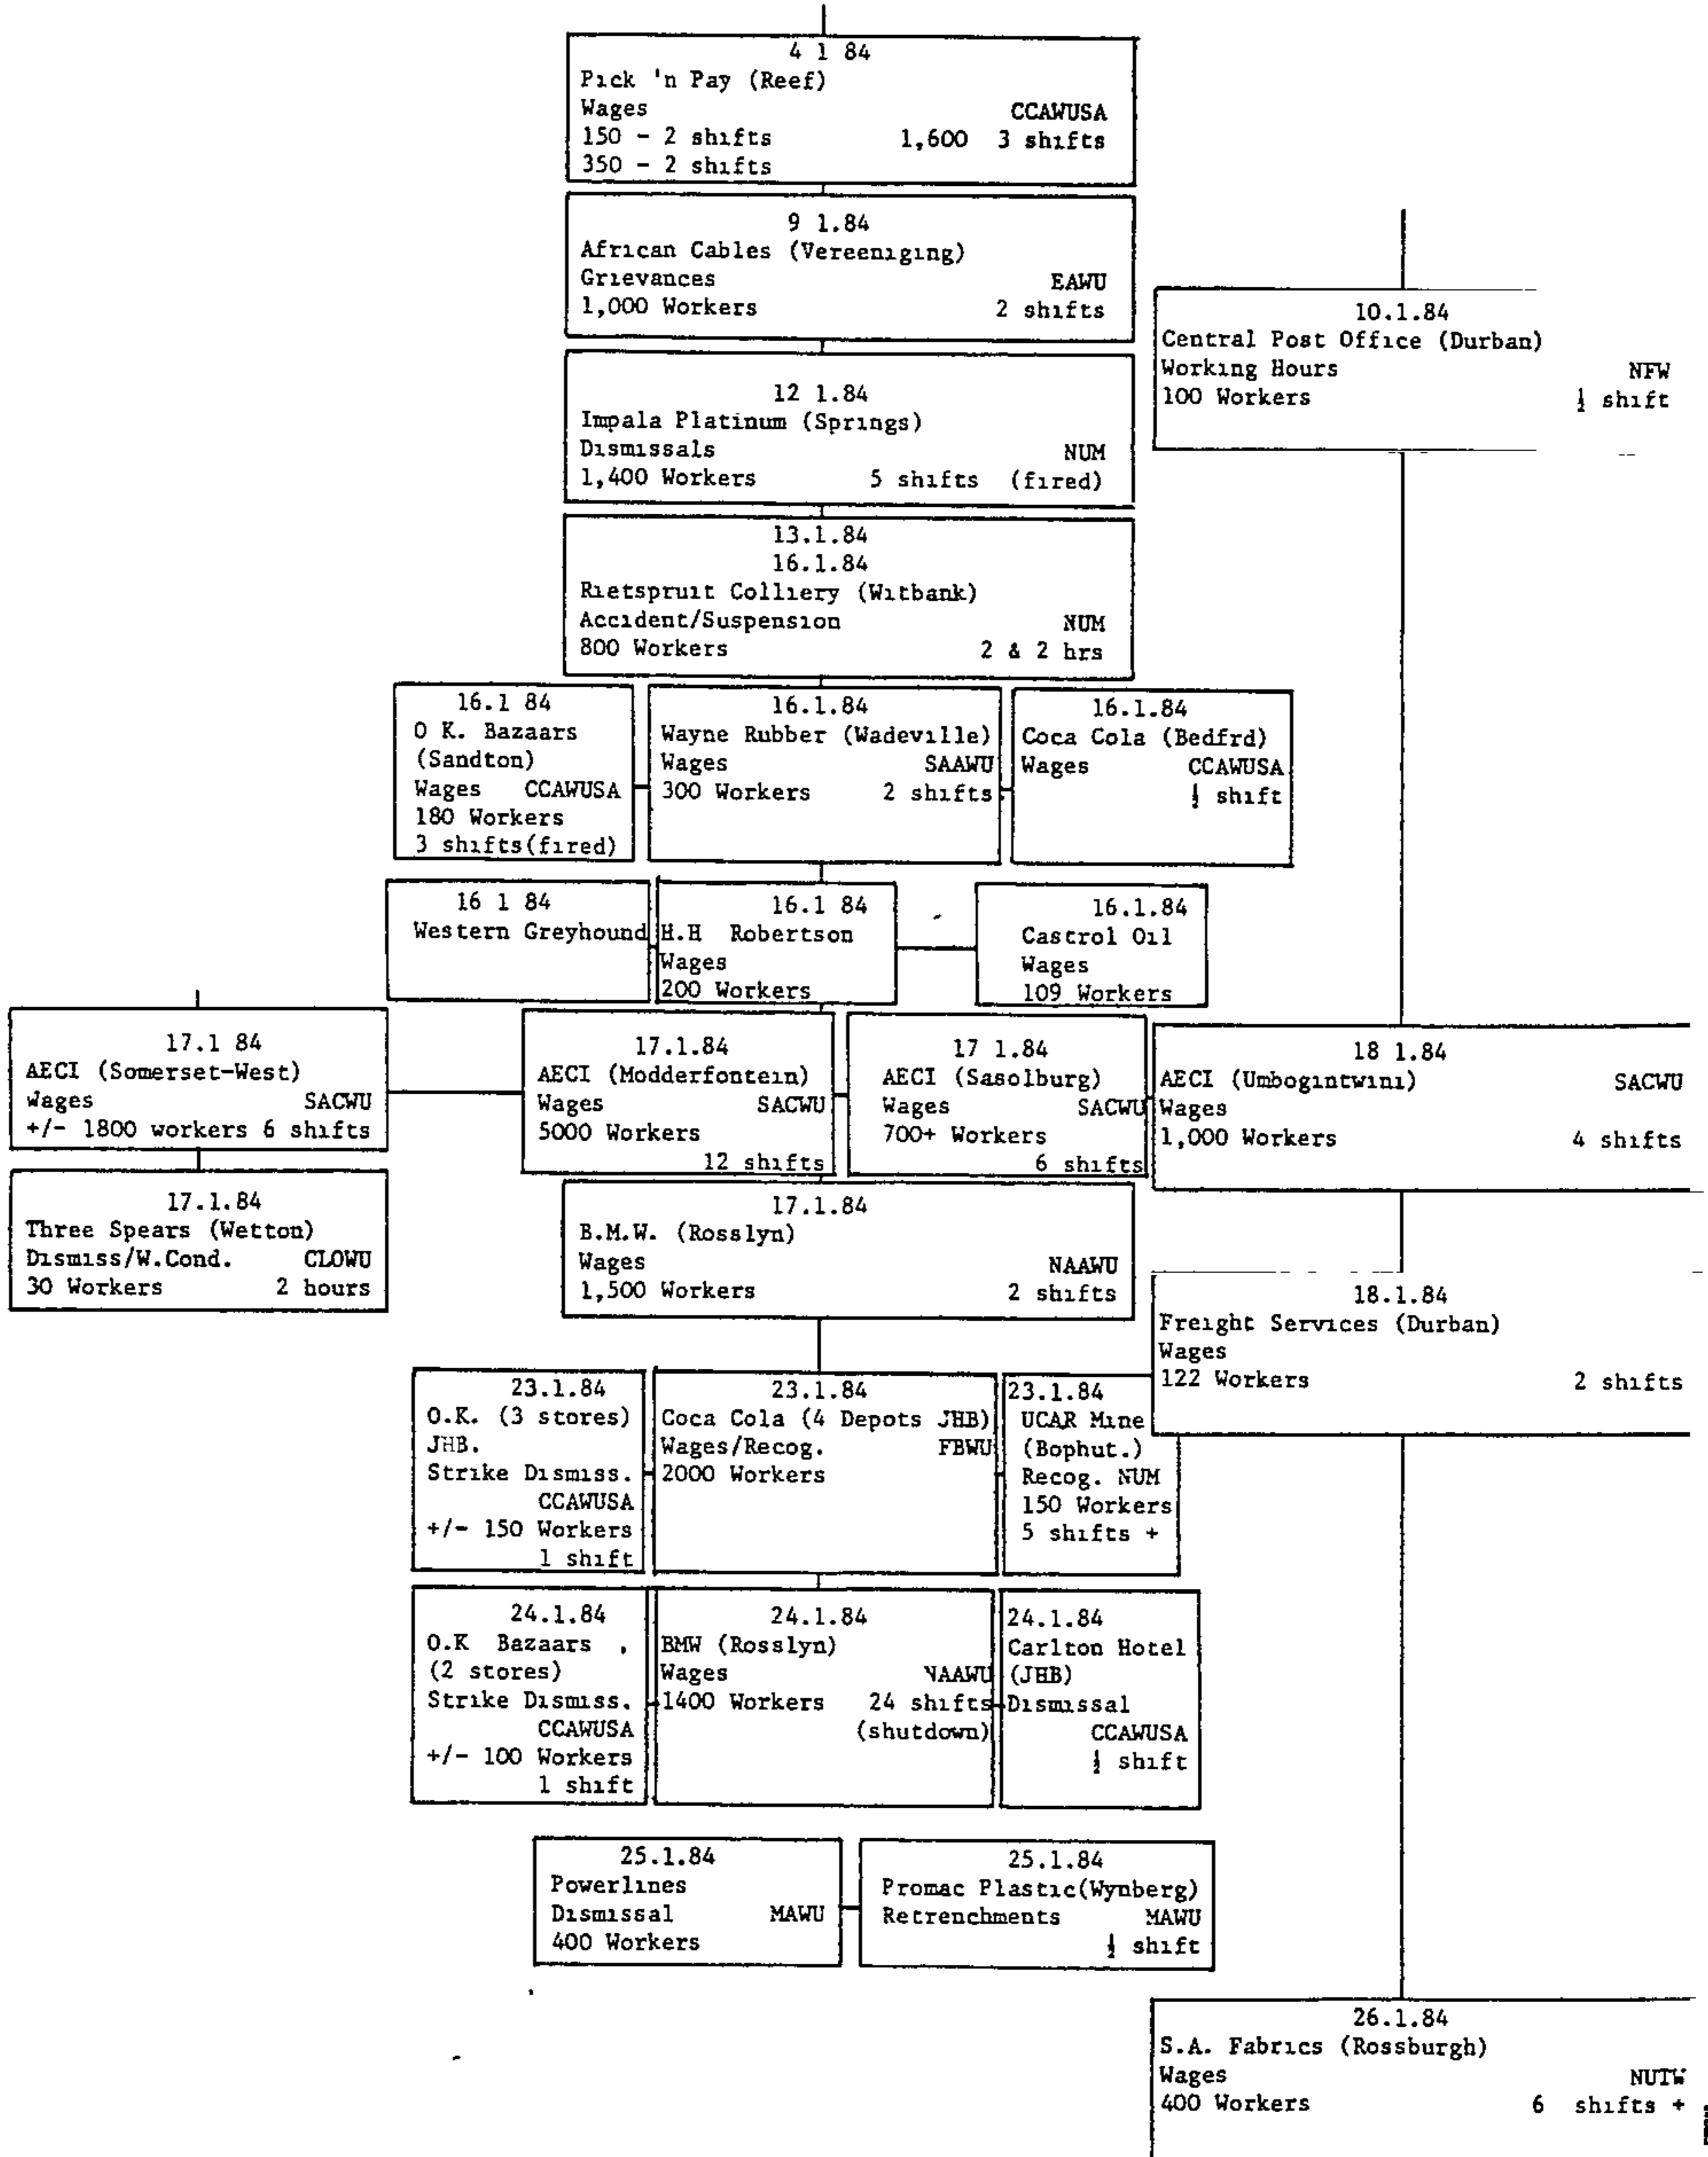 4 1 84
Pick 'n Pay (Reef)
Wages CCAWUSA
150 - 2 shifts 1,600 3 shifts
350 - 2 shifts
9 1.84
African Cables (Vereeniging)
Grievances EAWU
1,000 Workers 2 shifts
10.1.84
Central Post Office (Durban)
Working Hours NFW
100 Workers ½ shift
12 1.84
Impala Platinum (Springs)
Dismissals NUM
1,400 Workers 5 shifts (fired)
13.1.84
16.1.84
Rietspruit Colliery (Witbank)
Accident/Suspension NUM
800 Workers 2 & 2 hrs
16.1 84
O K. Bazaars
(Sandton)
Wages CCAWUSA
180 Workers
3 shifts(fired)
16.1.84
Wayne Rubber (Wadeville)
Wages SAAWU
300 Workers 2 shifts
16.1.84
Coca Cola (Bedfrd)
Wages CCAWUSA
½ shift
16 1 84
Western Greyhound
16.1 84
H.H Robertson
Wages
200 Workers
16.1.84
Castrol Oil
Wages
109 Workers
17.1 84
AECI (Somerset-West)
Wages SACWU
+/- 1800 workers 6 shifts
17.1.84
AECI (Modderfontein)
Wages SACWU
5000 Workers
12 shifts
17 1.84
AECI (Sasolburg)
Wages SACWU
700+ Workers
6 shifts
18 1.84
AECI (Umbogintwini) SACWU
Wages
1,000 Workers 4 shifts
17.1.84
Three Spears (Wetton)
Dismiss/W.Cond. CLOWU
30 Workers 2 hours
17.1.84
B.M.W. (Rosslyn)
Wages NAAWU
1,500 Workers 2 shifts
18.1.84
Freight Services (Durban)
Wages
122 Workers 2 shifts
23.1.84
O.K. (3 stores)
JHB.
Strike Dismiss.
CCAWUSA
+/- 150 Workers
1 shift
23.1.84
Coca Cola (4 Depots JHB)
Wages/Recog. FBWU
2000 Workers
23.1.84
UCAR Mine
(Bophut.)
Recog. NUM
150 Workers
5 shifts +
24.1.84
O.K Bazaars
(2 stores)
Strike Dismiss.
CCAWUSA
+/- 100 Workers
1 shift
24.1.84
BMW (Rosslyn)
Wages NAAWU
1400 Workers 24 shifts
(shutdown)
24.1.84
Carlton Hotel
(JHB)
Dismissal
CCAWUSA
½ shift
25.1.84
Powerlines
Dismissal MAWU
400 Workers
25.1.84
Promac Plastic(Wynberg)
Retrenchments MAWU
½ shift
26.1.84
S.A. Fabrics (Rossburgh)
Wages NUTW
400 Workers 6 shifts +